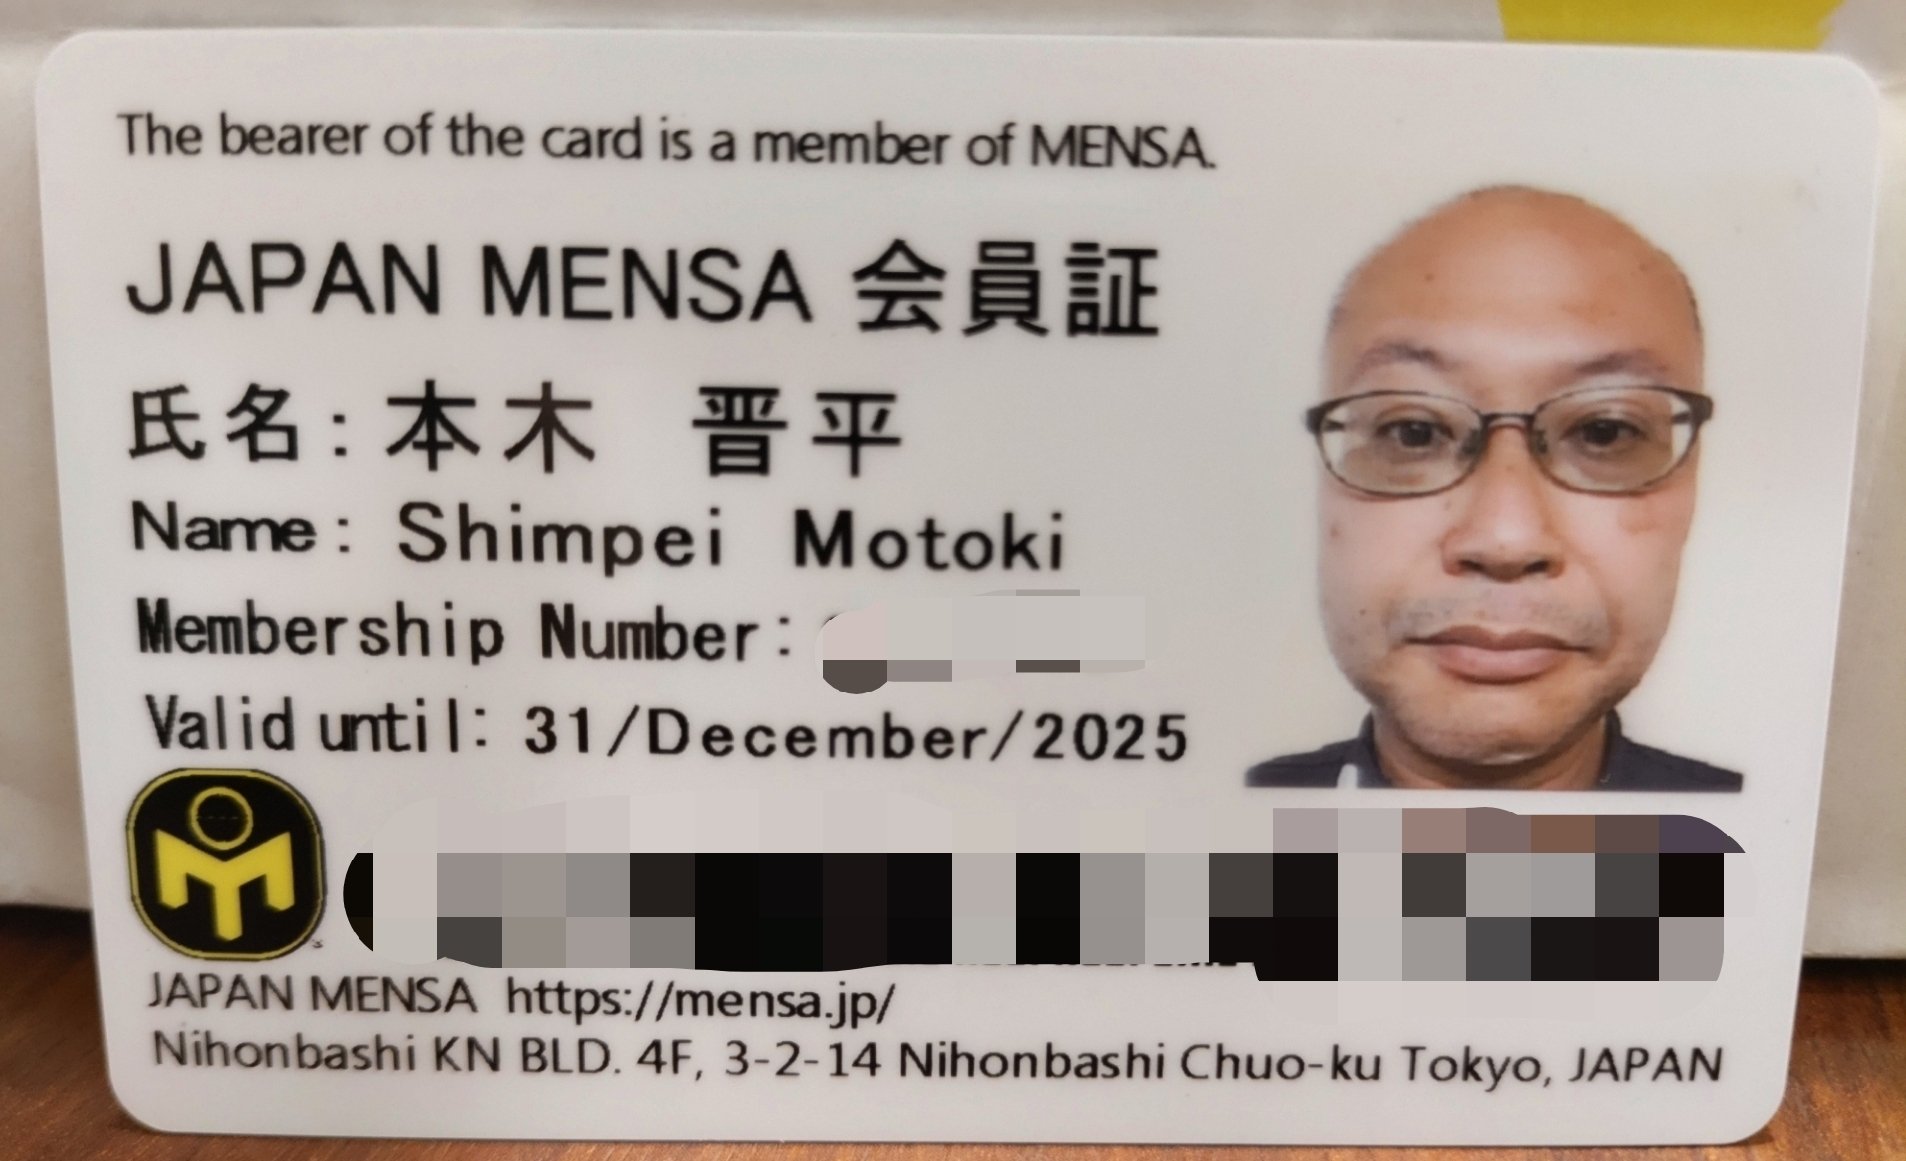 The bearer of the card is a member of MENSA.
JAPAN MENSA 会員証
氏名: 本木 晋平
Name: Shimpei Motoki
Membership Number:
Valid until: 31/December/2025
JAPAN MENSA https://mensa.jp/
Nihonbashi KN BLD. 4F, 3-2-14 Nihonbashi Chuo-ku Tokyo, JAPAN